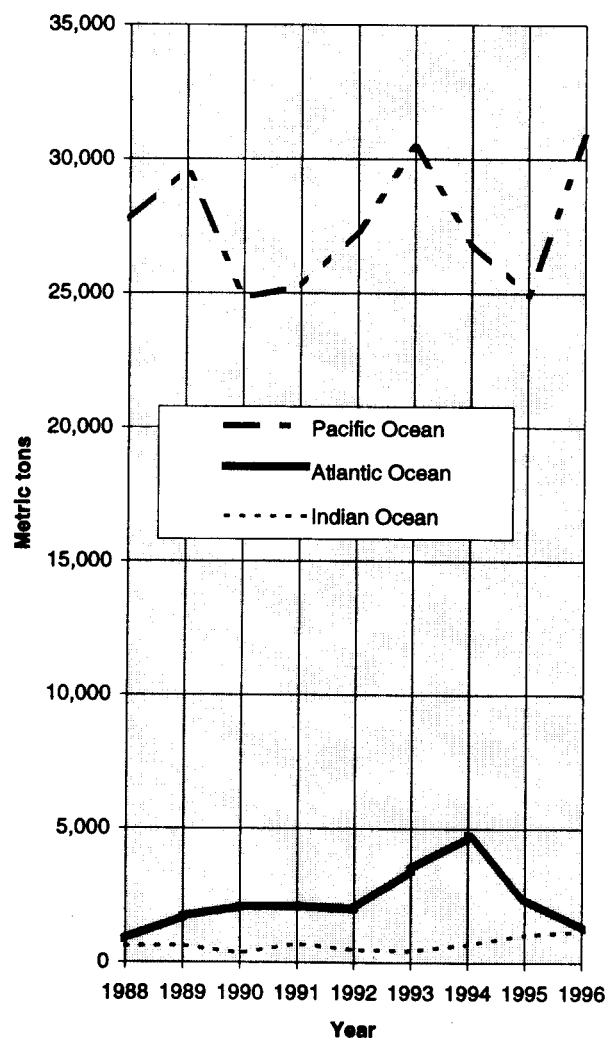 35,000
30,000
25,000
20,000
15,000
10,000
5,000
0
Metric tons
Pacific Ocean
Atlantic Ocean
Indian Ocean
1988 1989 1990 1991 1992 1993 1994 1995 1996
Year